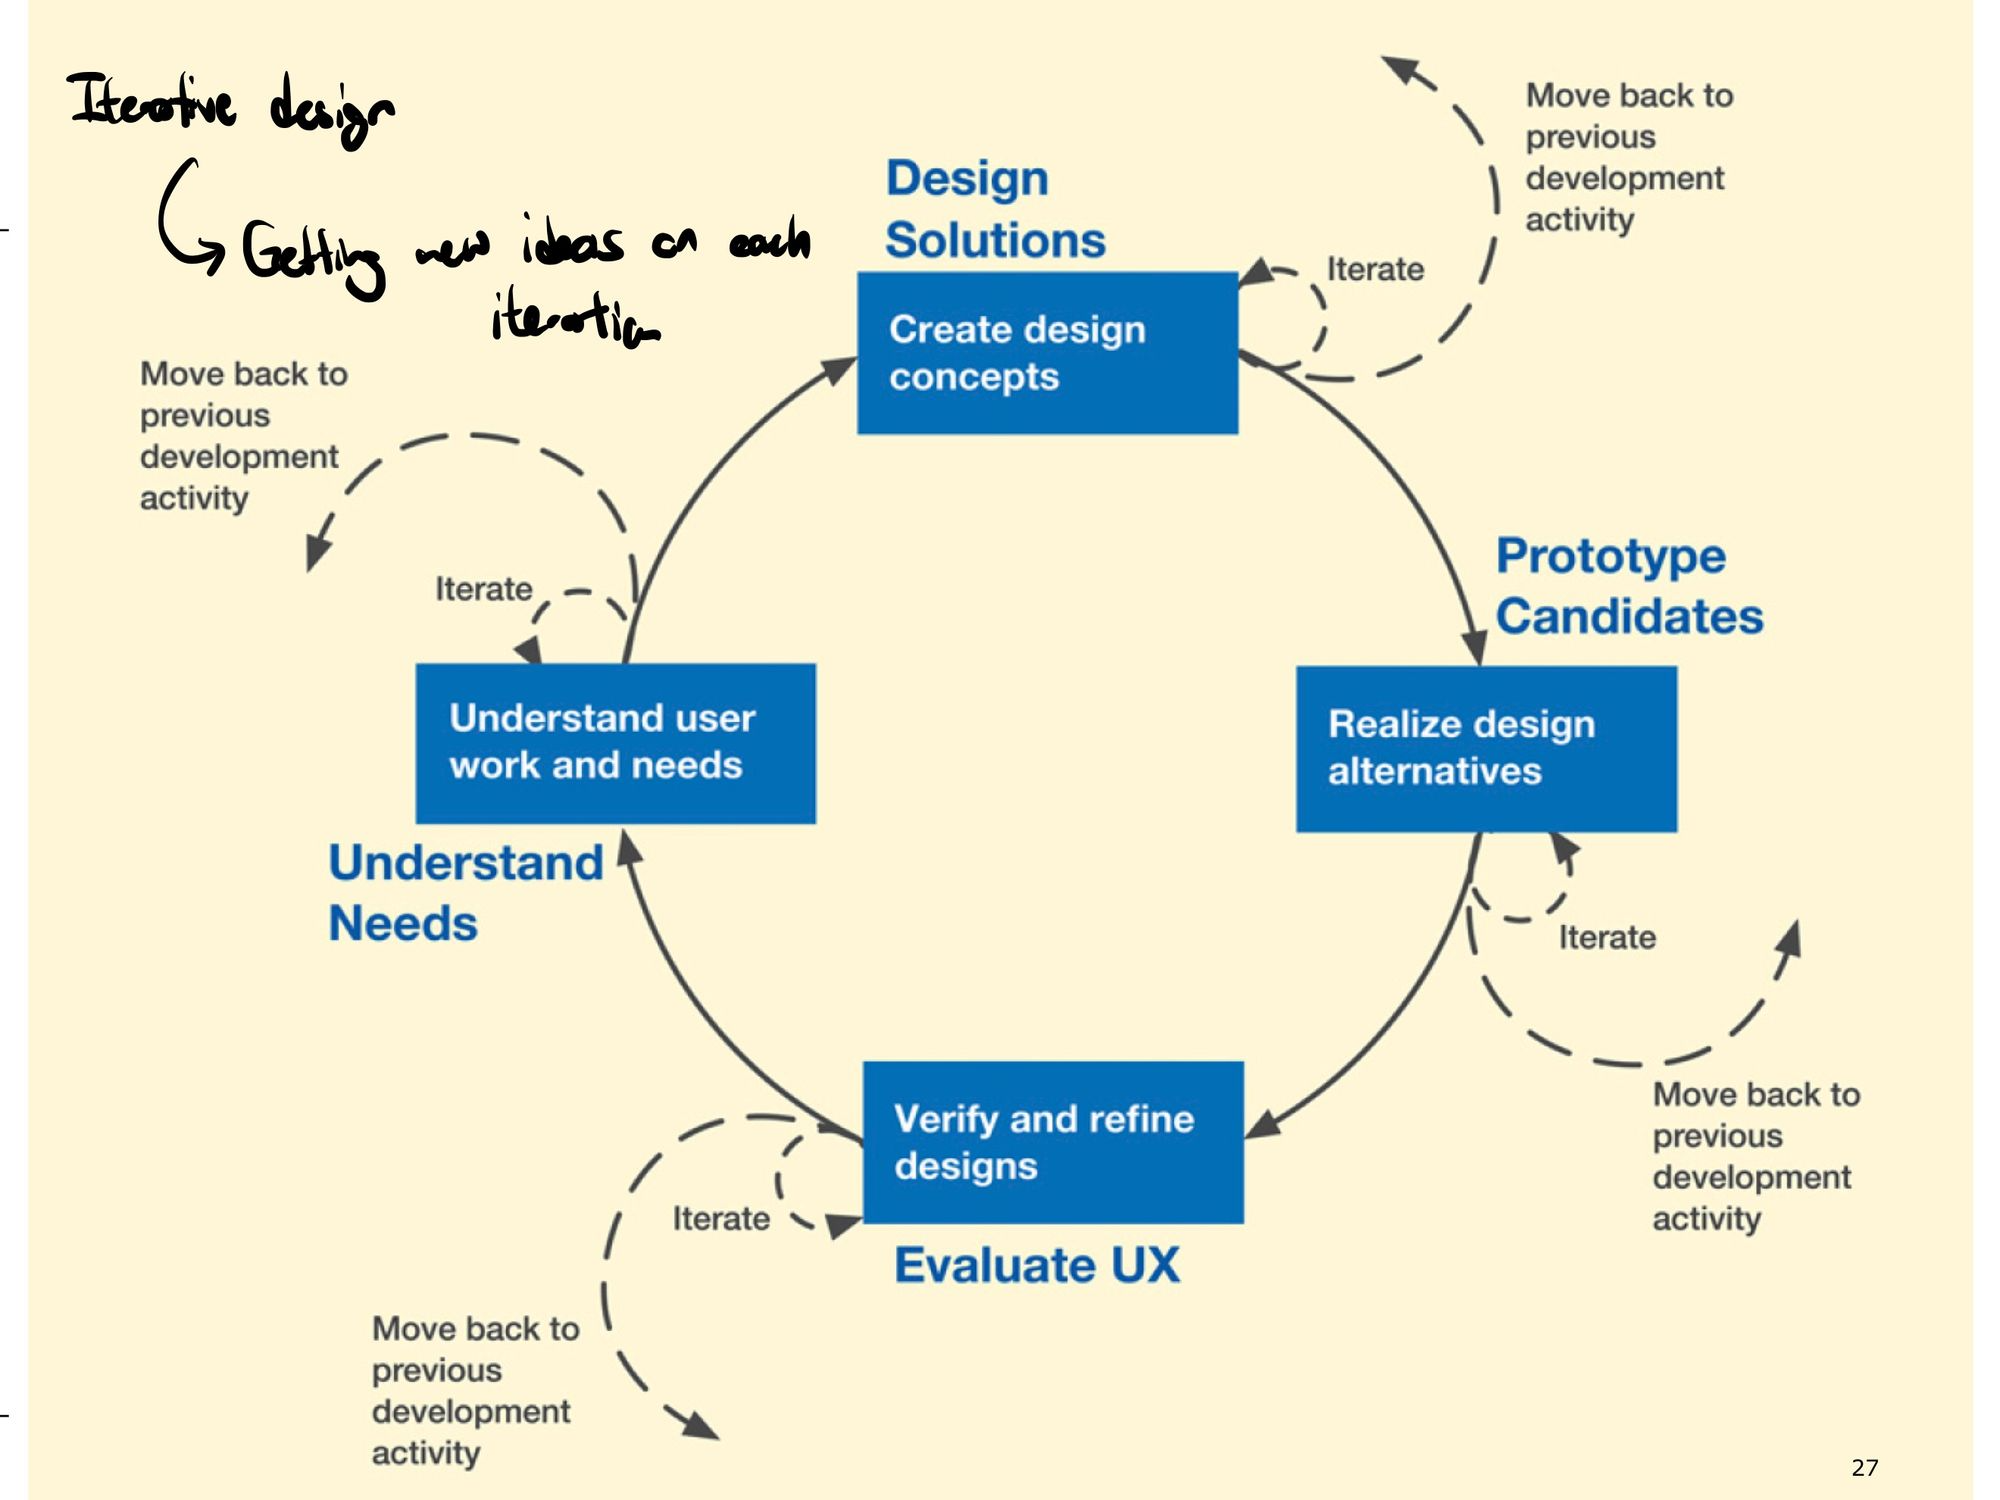 Iterative design
Getting new ideas on each
iteration
Move back to
previous
development
activity
Design
Solutions
Iterate
Create design
concepts
Move back to
previous
development
activity
Prototype
Candidates
Iterate
Understand user
work and needs
Realize design
alternatives
Understand
Needs
Iterate
Move back to
previous
development
activity
Verify and refine
designs
Iterate
Evaluate UX
Move back to
previous
development
activity
27